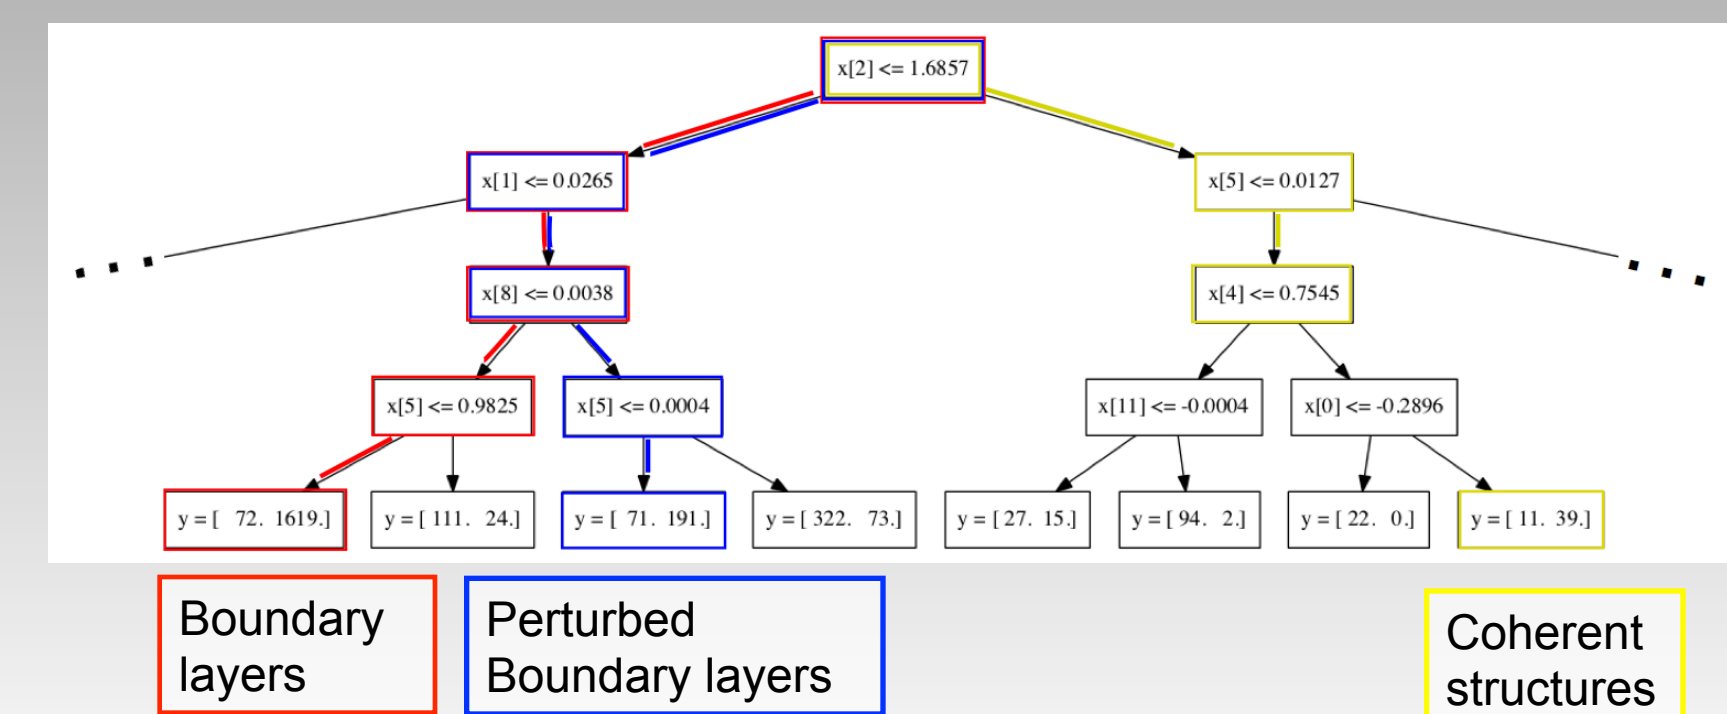 x[2] <= 1.6857
x[1] <= 0.0265
x[5] <= 0.0127
x[8] <= 0.0038
x[4] <= 0.7545
x[5] <= 0.9825
x[5] <= 0.0004
x[11] <= -0.0004
x[0] <= -0.2896
y = [ 72. 1619.]
y = [ 111. 24.]
y = [ 71. 191.]
y = [ 322. 73.]
y = [ 27. 15.]
y = [ 94. 2.]
y = [ 22. 0.]
y = [ 11. 39.]
Boundary
layers
Perturbed
Boundary layers
Coherent
structures